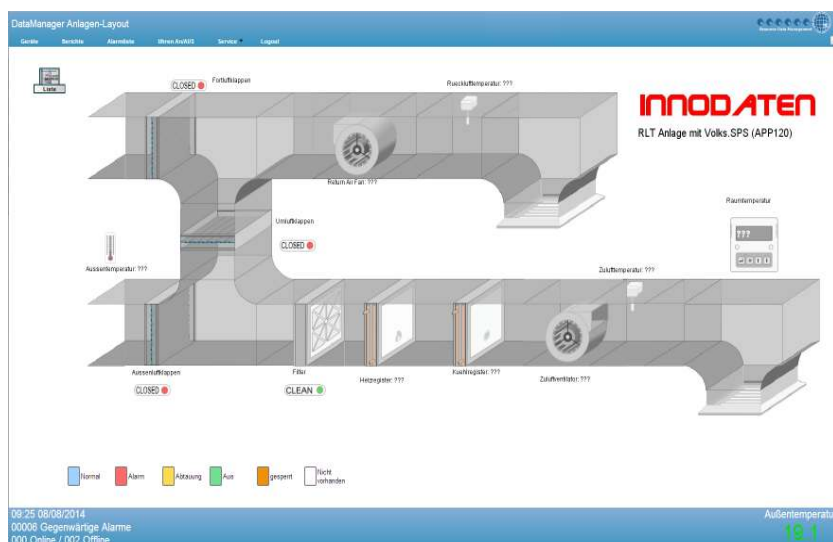 DataManager Anlagen-Layout
Geräte Berichte Alarmliste Uhren An/AUS Service Logout
Resource Data Management
Liste
CLOSED
Fortluftklappen
Rueckluftemperatur: ???
INNODATEN
RLT Anlage mit Volks.SPS (APP120)
Return Air Fan: ???
Raumtemperatur
???
Umluftklappen
CLOSED
Aussentemperatur: ???
Zulufttemperatur: ???
Aussenluftklappen
CLOSED
Filter
CLEAN
Heizregister: ???
Kuehlregister: ???
Zuluftventilator: ???
Normal
Alarm
Abtauung
Aus
gesperrt
Nicht
vorhanden
09:25 08/08/2014
00006 Gegenwärtige Alarme
000 Online / 002 Offline
Außentemperatu
19.1